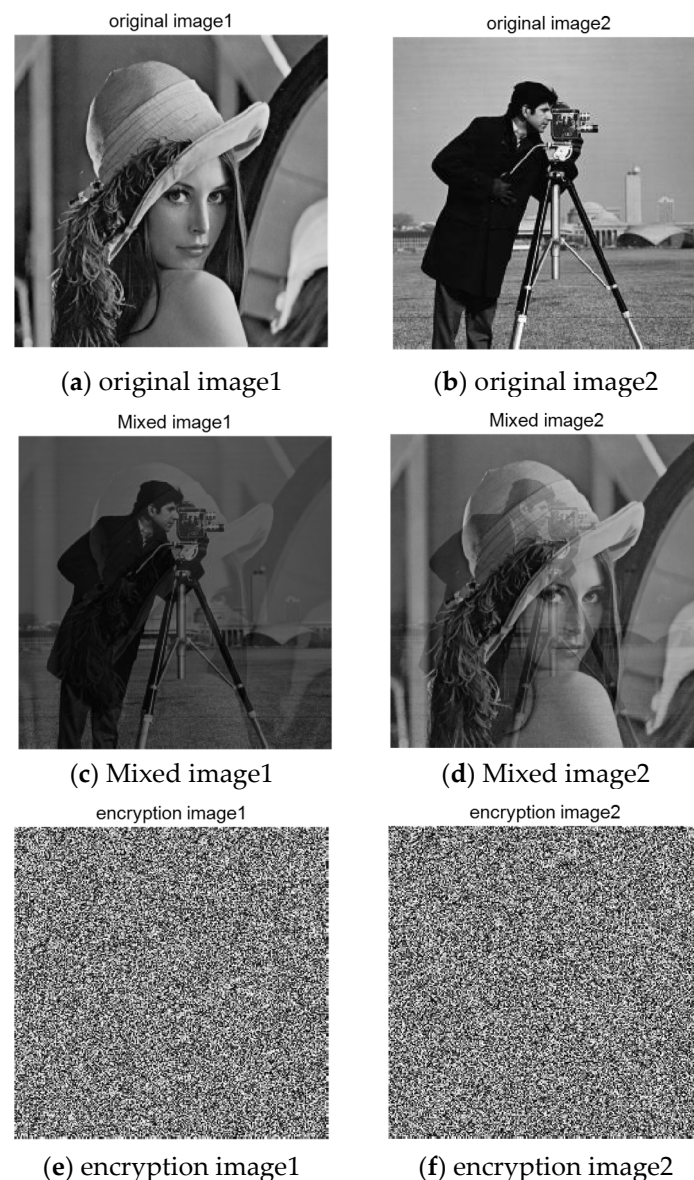 original image1
original image2
(a) original image1
(b) original image2
Mixed image1
Mixed image2
(c) Mixed image1
(d) Mixed image2
encryption image1
encryption image2
(e) encryption image1
(f) encryption image2